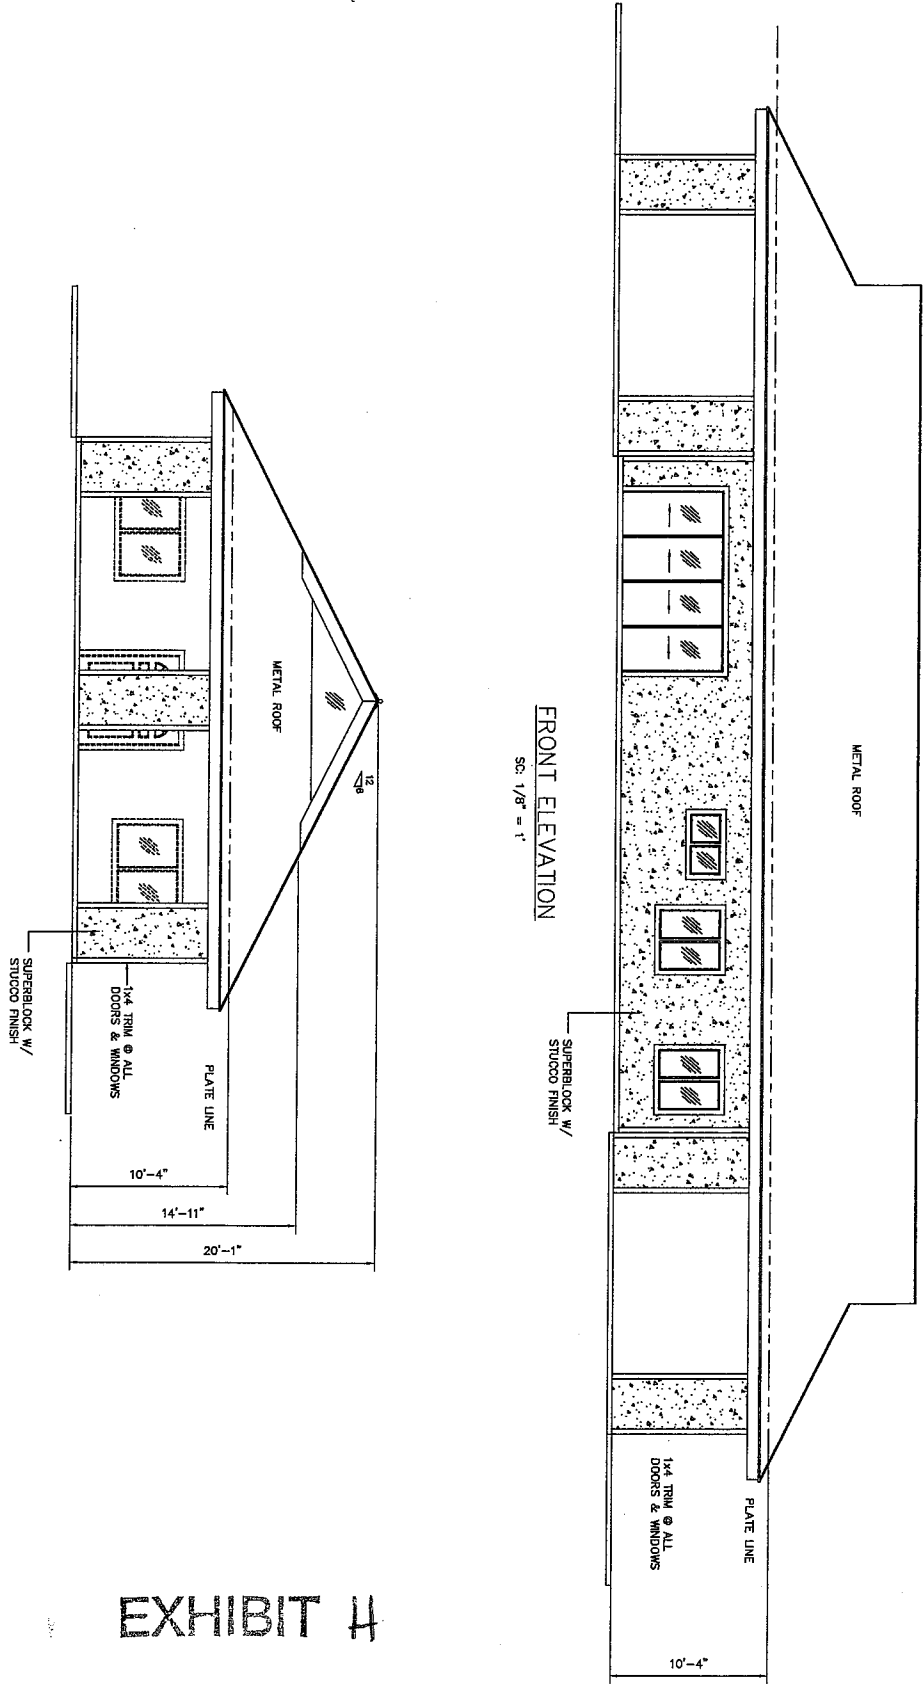 METAL ROOF
SUPERBLOCK W/
STUCCO FINISH
PLATE LINE
1x4 TRIM @ ALL
DOORS & WINDOWS
10'-4"
FRONT ELEVATION
SC: 1/8" = 1'
METAL ROOF
12
6
PLATE LINE
1x4 TRIM @ ALL
DOORS & WINDOWS
SUPERBLOCK W/
STUCCO FINISH
10'-4"
14'-11"
20'-1"
EXHIBIT H